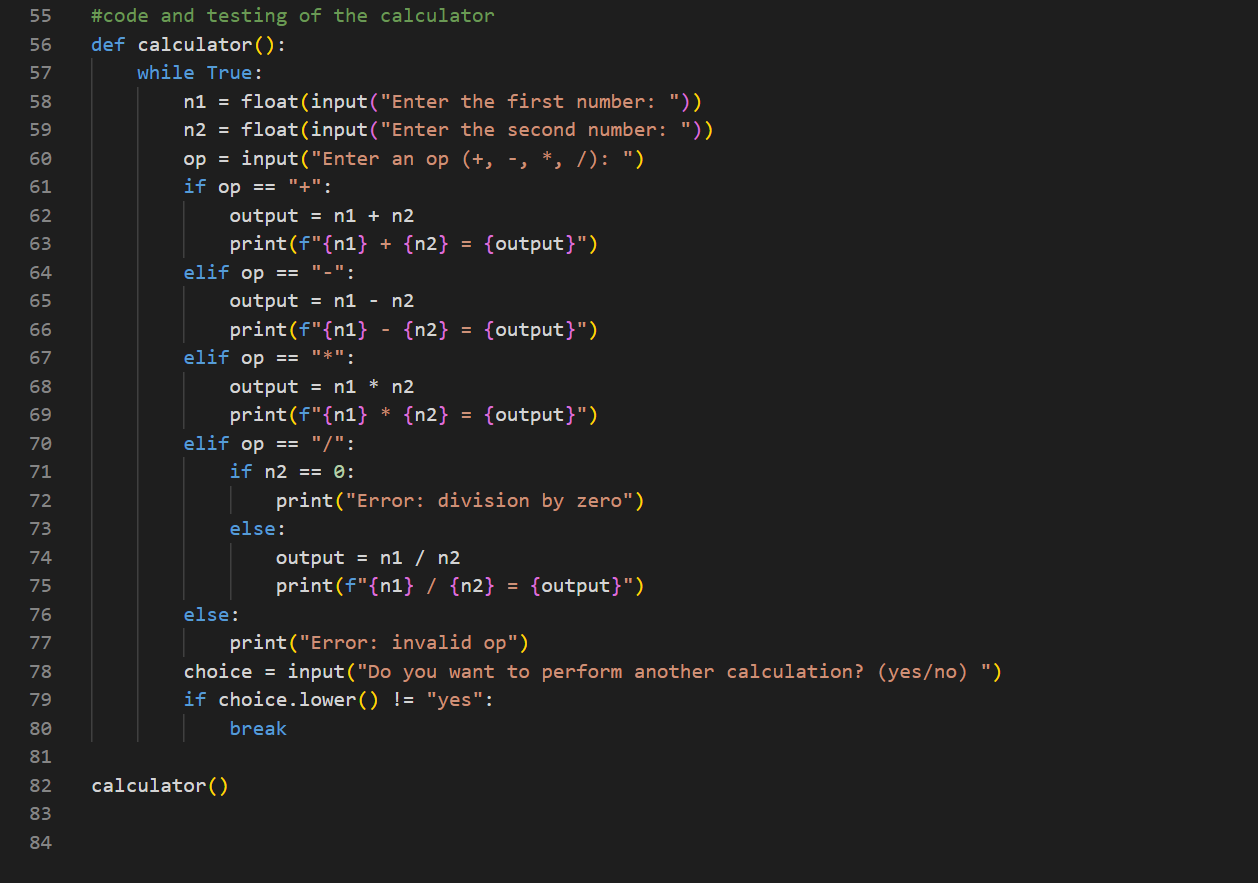 55 #code and testing of the calculator
56 def calculator():
57     while True:
58         n1 = float(input("Enter the first number: "))
59         n2 = float(input("Enter the second number: "))
60         op = input("Enter an op (+, -, *, /): ")
61         if op == "+":
62             output = n1 + n2
63             print(f"{n1} + {n2} = {output}")
64         elif op == "-":
65             output = n1 - n2
66             print(f"{n1} - {n2} = {output}")
67         elif op == "*":
68             output = n1 * n2
69             print(f"{n1} * {n2} = {output}")
70         elif op == "/":
71             if n2 == 0:
72                 print("Error: division by zero")
73             else:
74                 output = n1 / n2
75                 print(f"{n1} / {n2} = {output}")
76         else:
77             print("Error: invalid op")
78         choice = input("Do you want to perform another calculation? (yes/no) ")
79         if choice.lower() != "yes":
80             break
81
82 calculator()
83
84